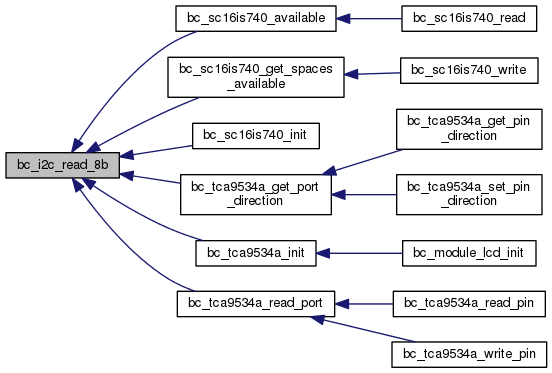 bc_sc16is740_available
bc_sc16is740_read
bc_sc16is740_get_spaces
_available
bc_sc16is740_write
bc_sc16is740_init
bc_tca9534a_get_pin
_direction
bc_i2c_read_8b
bc_tca9534a_get_port
_direction
bc_tca9534a_set_pin
_direction
bc_tca9534a_init
bc_module_lcd_init
bc_tca9534a_read_port
bc_tca9534a_read_pin
bc_tca9534a_write_pin